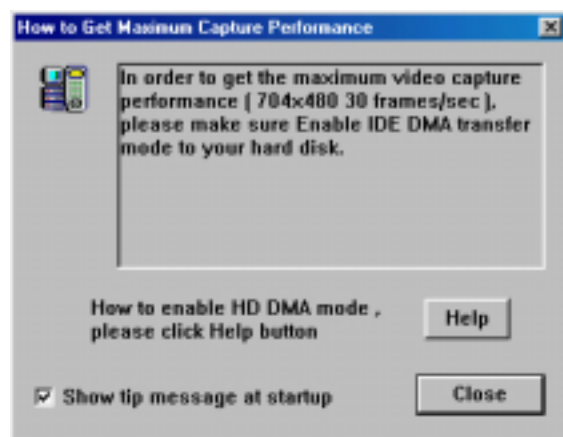 How to Get Maximum Capture Performance
In order to get the maximum video capture
performance ( 704x480 30 frames/sec ),
please make sure Enable IDE DMA transfer
mode to your hard disk.
How to enable HD DMA mode ,
please click Help button
Help
Show tip message at startup
Close